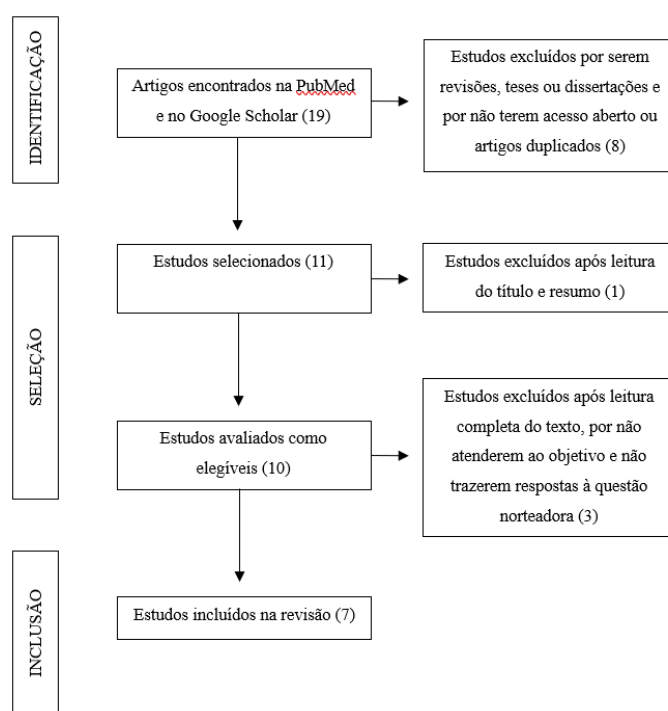 IDENTIFICAÇÃO
Artigos encontrados na PubMed
e no Google Scholar (19)
Estudos excluídos por serem
revisões, teses ou dissertações e
por não terem acesso aberto ou
artigos duplicados (8)
SELEÇÃO
Estudos selecionados (11)
Estudos excluídos após leitura
do título e resumo (1)
Estudos avaliados como
elegíveis (10)
Estudos excluídos após leitura
completa do texto, por não
atenderem ao objetivo e não
trazerem respostas à questão
norteadora (3)
INCLUSÃO
Estudos incluídos na revisão (7)